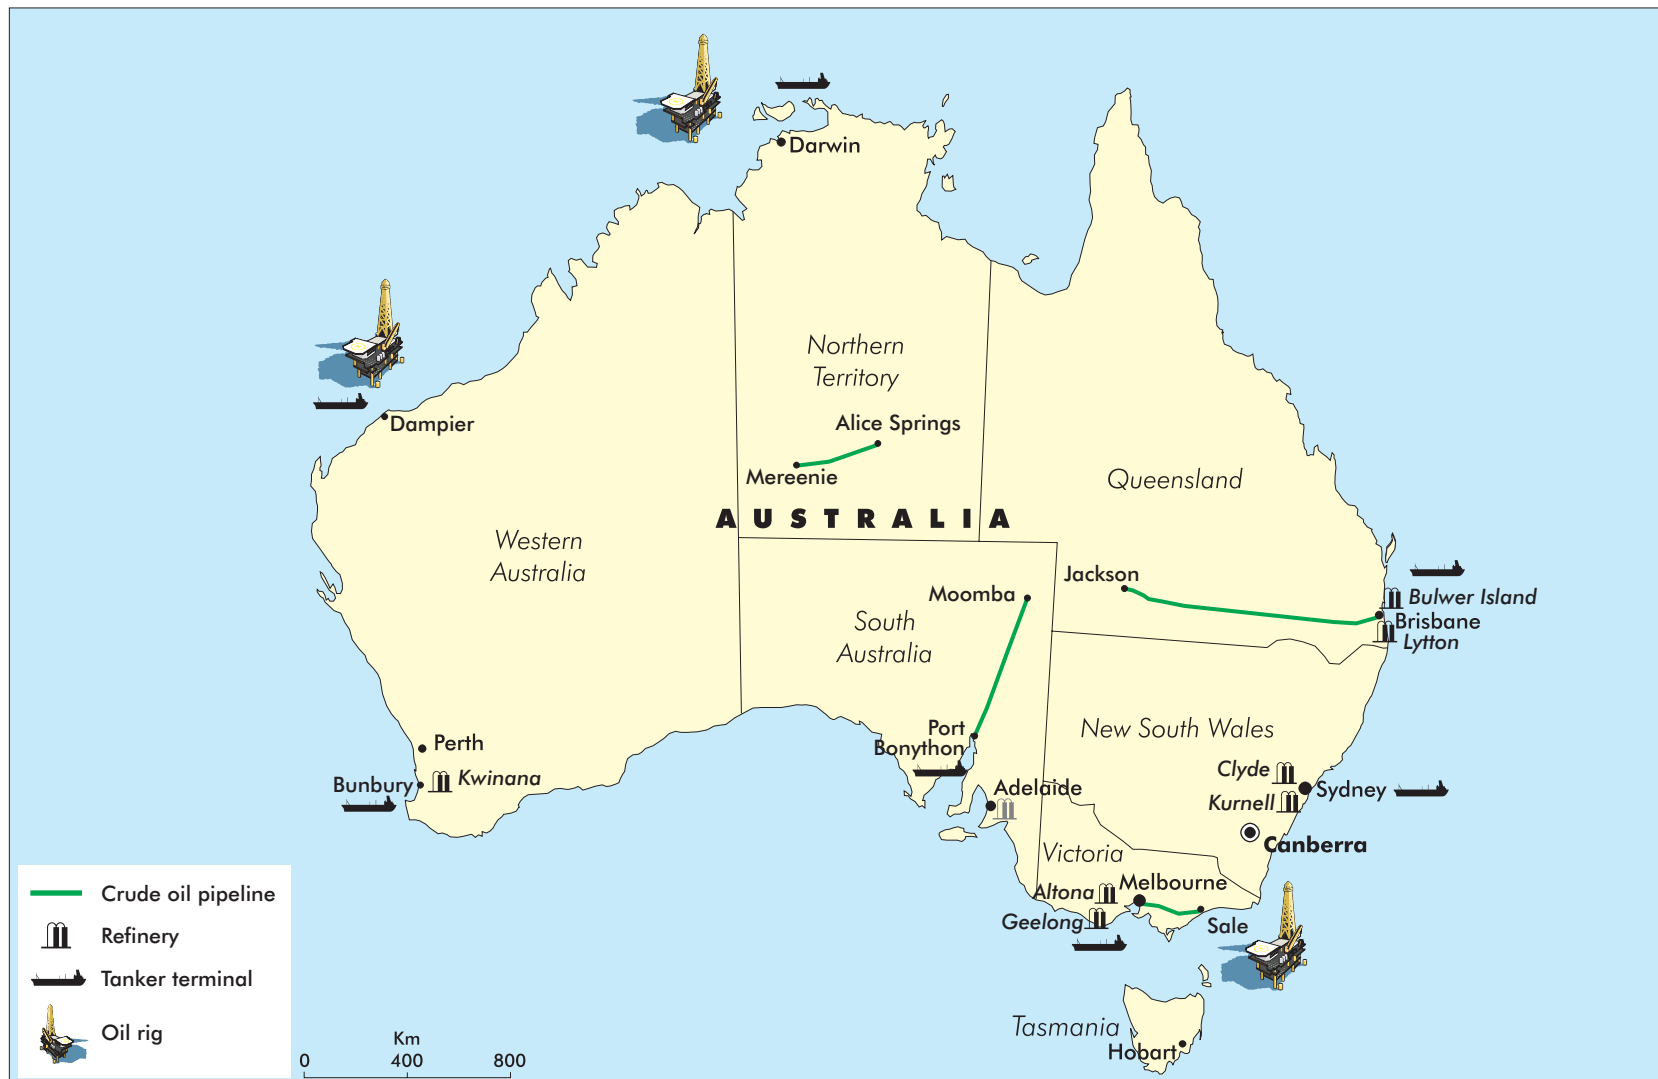 Darwin
Dampier
Northern
Territory
Alice Springs
Mereenie
Queensland
AUSTRALIA
Western
Australia
Jackson
Moomba
South
Australia
Bulwer Island
Brisbane
Lytton
Port
Bonython
New South Wales
Perth
Bunbury
Kwinana
Clyde
Sydney
Kurnell
Adelaide
Canberra
Victoria
Altona
Melbourne
Geelong
Sale
Tasmania
Hobart
Crude oil pipeline
Refinery
Tanker terminal
Oil rig
Km
0 400 800